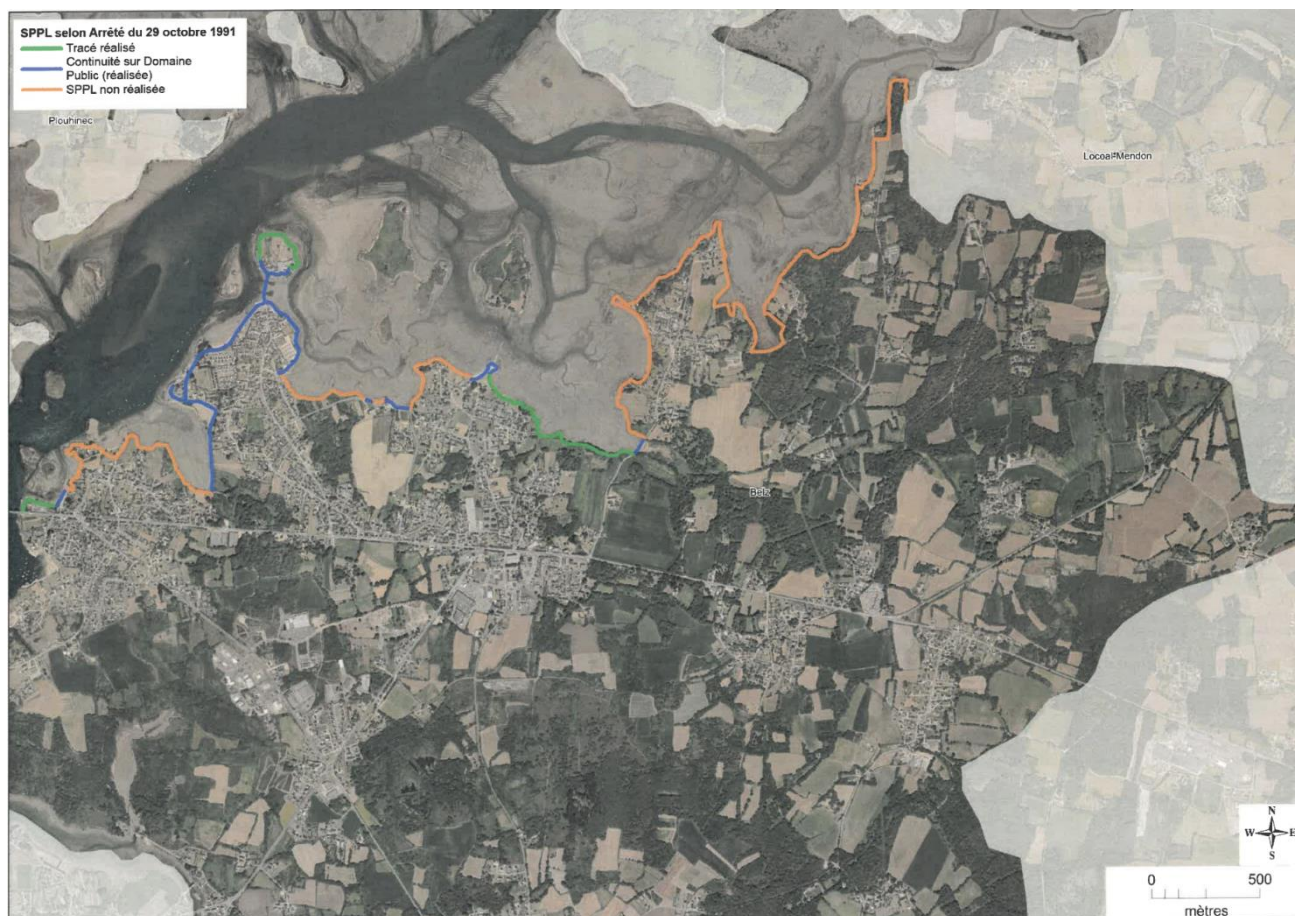 SPPL selon Arrêté du 29 octobre 1991
Tracé réalisé
Continuité sur Domaine
Public (réalisée)
SPPL non réalisée
Plouhinec
Locoal-Mendon
Belz
N
W E
S
0 500
mètres